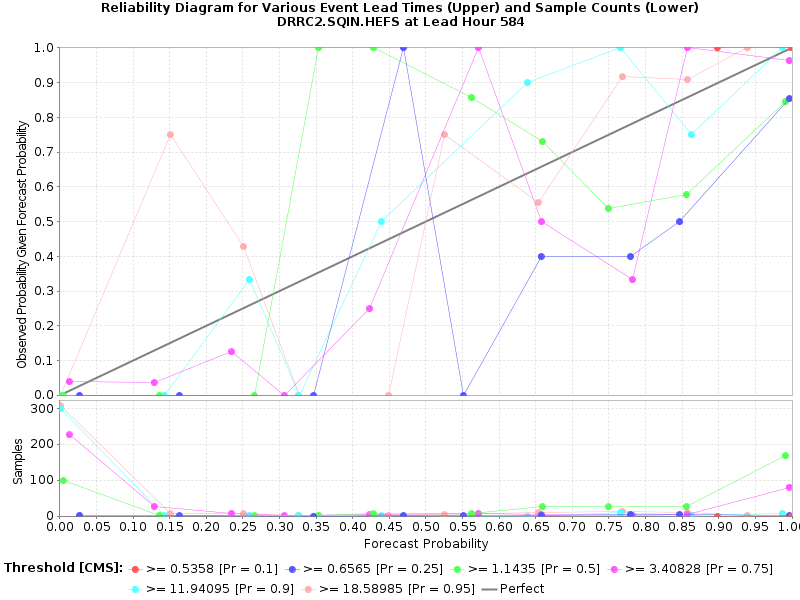 Reliability Diagram for Various Event Lead Times (Upper) and Sample Counts (Lower)
DRRC2.SQIN.HEFS at Lead Hour 584
Observed Probability Given Forecast Probability
1.0
0.9
0.8
0.7
0.6
0.5
0.4
0.3
0.2
0.1
0.0
Samples
300
200
100
0
0.00 0.05 0.10 0.15 0.20 0.25 0.30 0.35 0.40 0.45 0.50 0.55 0.60 0.65 0.70 0.75 0.80 0.85 0.90 0.95 1.00
Forecast Probability
Threshold [CMS]: >= 0.5358 [Pr = 0.1] >= 0.6565 [Pr = 0.25] >= 1.1435 [Pr = 0.5] >= 3.40828 [Pr = 0.75]
>= 11.94095 [Pr = 0.9] >= 18.58985 [Pr = 0.95] Perfect